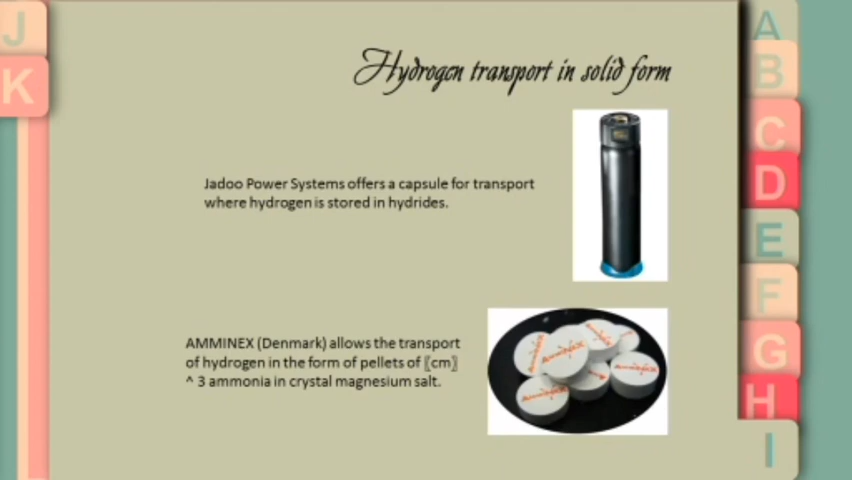 J
K
Hydrogen transport in solid form
Jadoo Power Systems offers a capsule for transport
where hydrogen is stored in hydrides.
AMMINEX (Denmark) allows the transport
of hydrogen in the form of pellets of 〖cm〗
^ 3 ammonia in crystal magnesium salt.
AMMINEX
AMMINEX
A
B
C
D
E
F
G
H
I